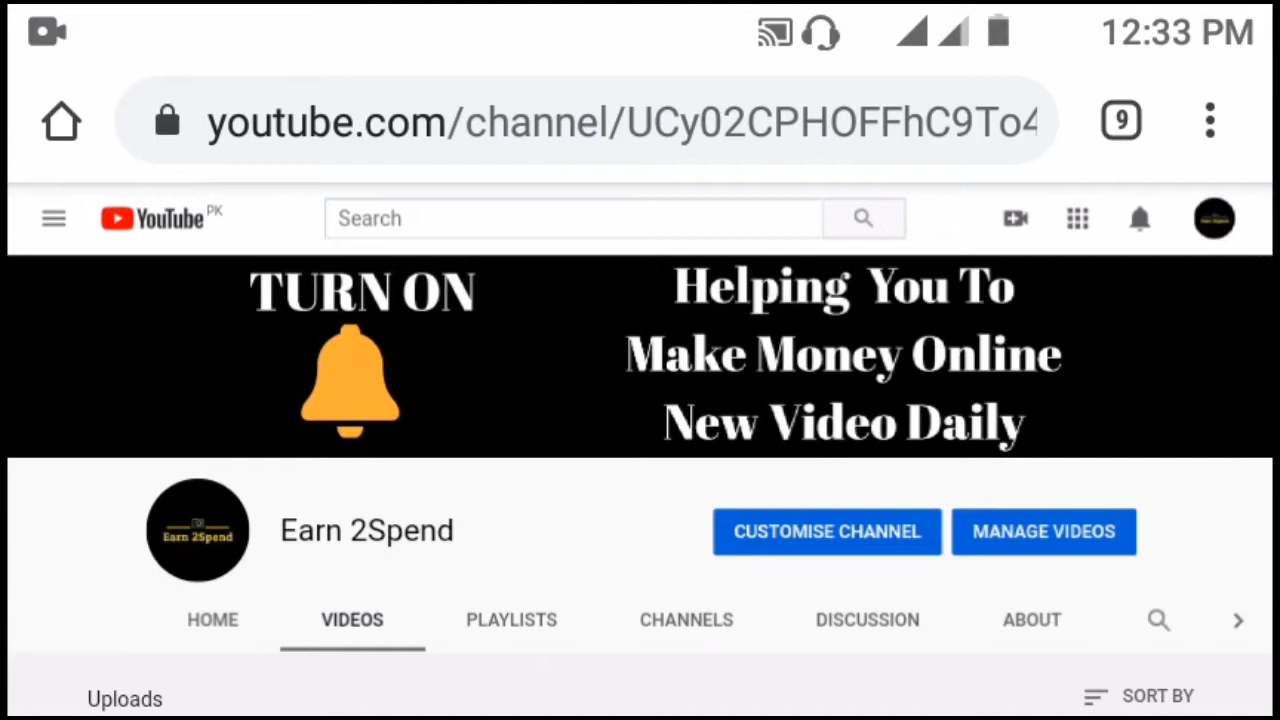 12:33 PM
youtube.com/channel/UCy02CPHOFFhC9To4
9
YouTube PK
Search
TURN ON
Helping You To
Make Money Online
New Video Daily
Earn 2Spend
Earn 2Spend
CUSTOMISE CHANNEL
MANAGE VIDEOS
HOME
VIDEOS
PLAYLISTS
CHANNELS
DISCUSSION
ABOUT
Uploads
SORT BY